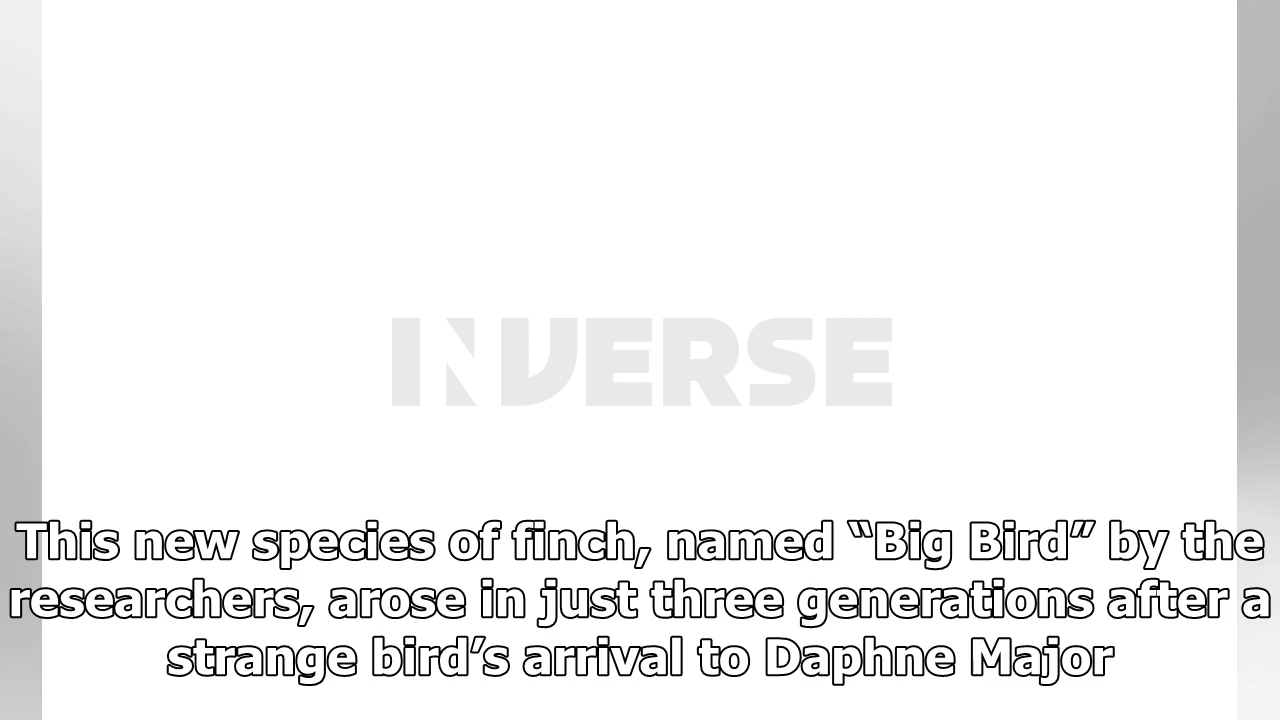 INVERSE
This new species of finch, named “Big Bird” by the
researchers, arose in just three generations after a
strange bird’s arrival to Daphne Major